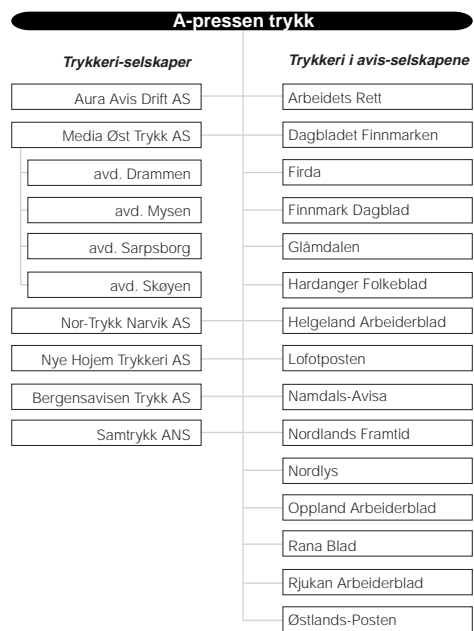 A-pressen trykk
Trykkeri-selskaper
Aura Avis Drift AS
Media Øst Trykk AS
avd. Drammen
avd. Mysen
avd. Sarpsborg
avd. Skøyen
Nor-Trykk Narvik AS
Nye Hojem Trykkeri AS
Bergensavisen Trykk AS
Samtrykk ANS
Trykkeri i avis-selskapene
Arbeidets Rett
Dagbladet Finnmarken
Firda
Finnmark Dagblad
Glåmdalen
Hardanger Folkeblad
Helgeland Arbeiderblad
Lofotposten
Namdals-Avisa
Nordlands Framtid
Nordlys
Oppland Arbeiderblad
Rana Blad
Rjukan Arbeiderblad
Østlands-Posten